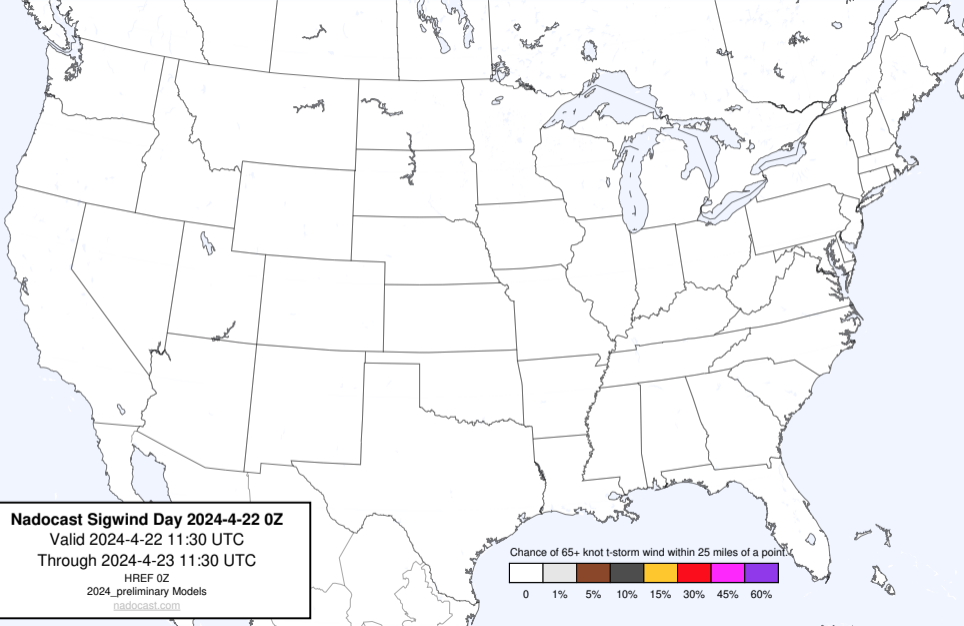 Nadocast Sigwind Day 2024-4-22 0Z
Valid 2024-4-22 11:30 UTC
Through 2024-4-23 11:30 UTC
HREF 0Z
2024_preliminary Models
nadocast.com
Chance of 65+ knot t-storm wind within 25 miles of a point.
0 1% 5% 10% 15% 30% 45% 60%